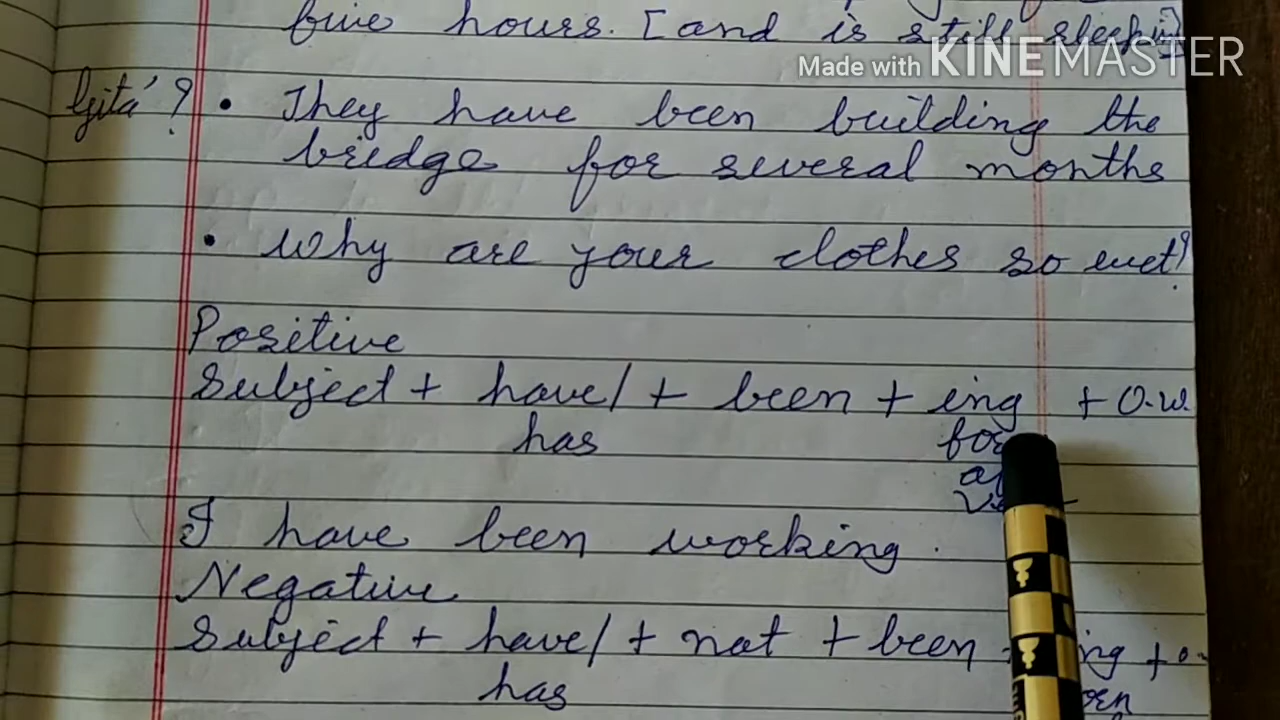 five hours. [and is still sleeping]
Made with KINEMASTER
Gita' ? • They have been building the
bridge for several months
• Why are your clothes so wet?
Positive
Subject + have/ + been + ing + O.W.
has
I have been working.
Negative
Subject + have/ + not + been
has